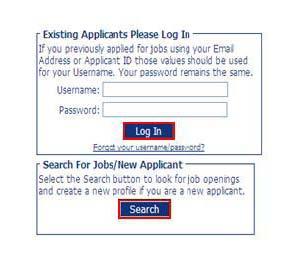 Existing Applicants Please Log In
If you previously applied for jobs using your Email
Address or Applicant ID those values should be used
for your Username. Your password remains the same.
Username:
Password:
Log In
Forgot your username/password?
Search For Jobs/New Applicant
Select the Search button to look for job openings
and create a new profile if you are a new applicant.
Search